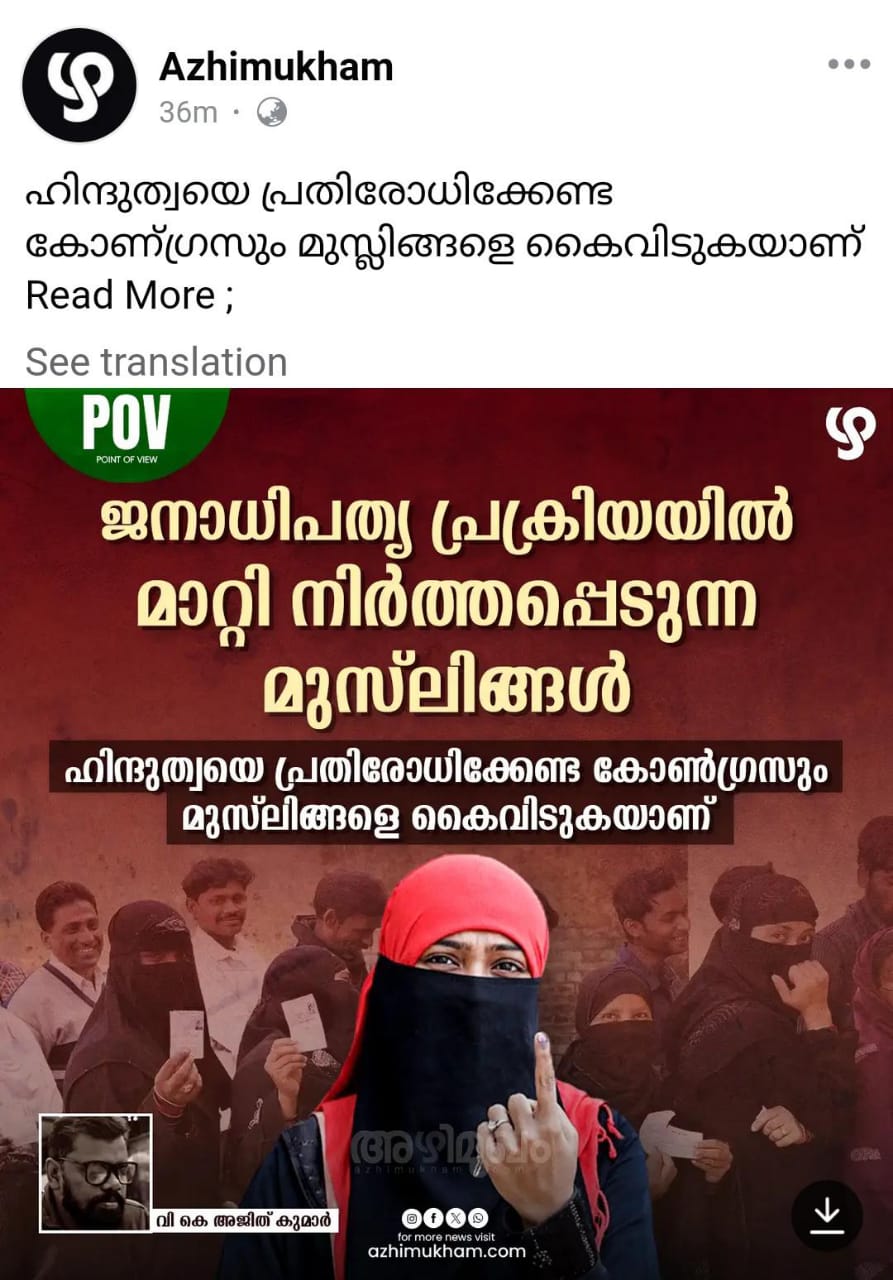 Azhimukham
36m ·
ഹിന്ദുത്വയെ പ്രതിരോധിക്കേണ്ട
കോണ്ഗ്രസും മുസ്ലിങ്ങളെ കൈവിടുകയാണ്
Read More ;
See translation
POV
POINT OF VIEW
ജനാധിപത്യ പ്രക്രിയയിൽ
മാറ്റി നിർത്തപ്പെടുന്ന
മുസ്‌ലിങ്ങൾ
ഹിന്ദുത്വയെ പ്രതിരോധിക്കേണ്ട കോൺഗ്രസും
മുസ്‌ലിങ്ങളെ കൈവിടുകയാണ്
അഴിമുഖം
azhimukham.com
വി കെ അജിത് കുമാർ
for more news visit
azhimukham.com